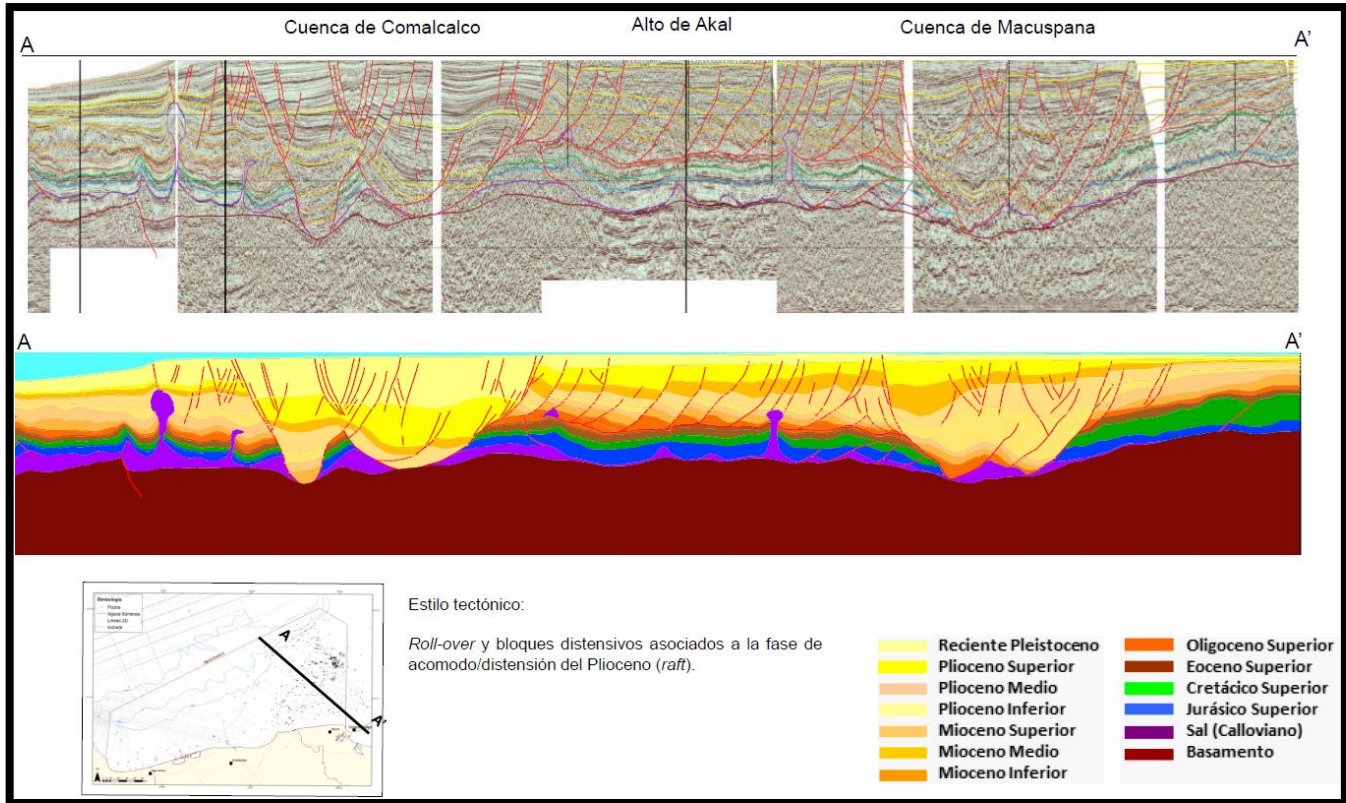 Cuenca de Comalcalco
Alto de Akal
Cuenca de Macuspana
A
A'
A
A'
Simbología
Pozos
A
A'
Estilo tectónico:
Roll-over y bloques distensivos asociados a la fase de
acomodo/distensión del Plioceno (raft).
Reciente Pleistoceno
Plioceno Superior
Plioceno Medio
Plioceno Inferior
Mioceno Superior
Mioceno Medio
Mioceno Inferior
Oligoceno Superior
Eoceno Superior
Cretácico Superior
Jurásico Superior
Sal (Calloviano)
Basamento